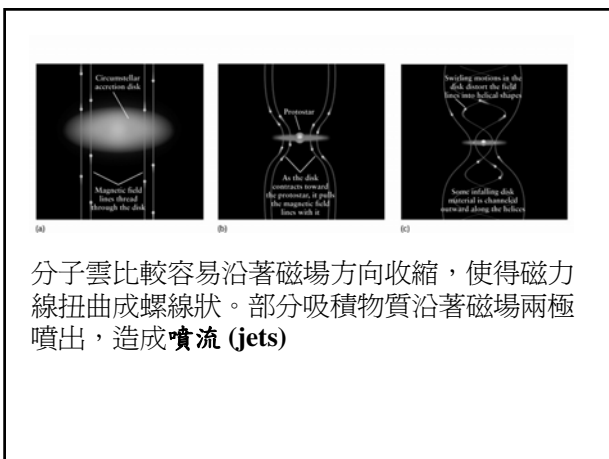 Circumstellar
accretion disk
Magnetic field
lines thread
through the disk
(a)
Protostar
As the disk
contracts toward
the protostar, it pulls
the magnetic field
lines with it
(b)
Swirling motions in the
disk distort the field
lines into helical shapes
Some infalling disk
material is channeled
outward along the helices
(c)
分子雲比較容易沿著磁場方向收縮，使得磁力
線扭曲成螺線狀。部分吸積物質沿著磁場兩極
噴出，造成噴流 (jets)